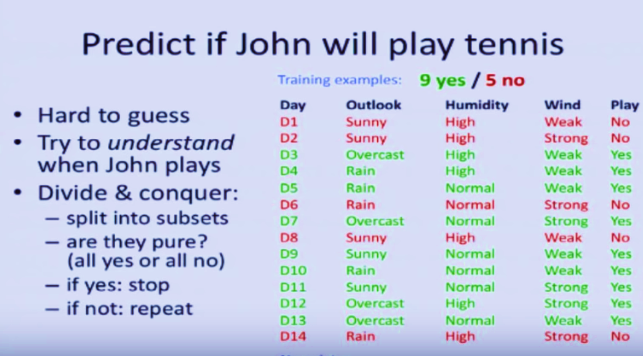 Predict if John will play tennis
Training examples: 9 yes / 5 no
• Hard to guess
• Try to understand
when John plays
• Divide & conquer:
– split into subsets
– are they pure?
(all yes or all no)
– if yes: stop
– if not: repeat
Day Outlook Humidity Wind Play
D1 Sunny High Weak No
D2 Sunny High Strong No
D3 Overcast High Weak Yes
D4 Rain High Weak Yes
D5 Rain Normal Weak Yes
D6 Rain Normal Strong No
D7 Overcast Normal Strong Yes
D8 Sunny High Weak No
D9 Sunny Normal Weak Yes
D10 Rain Normal Weak Yes
D11 Sunny Normal Strong Yes
D12 Overcast High Strong Yes
D13 Overcast Normal Weak Yes
D14 Rain High Strong No